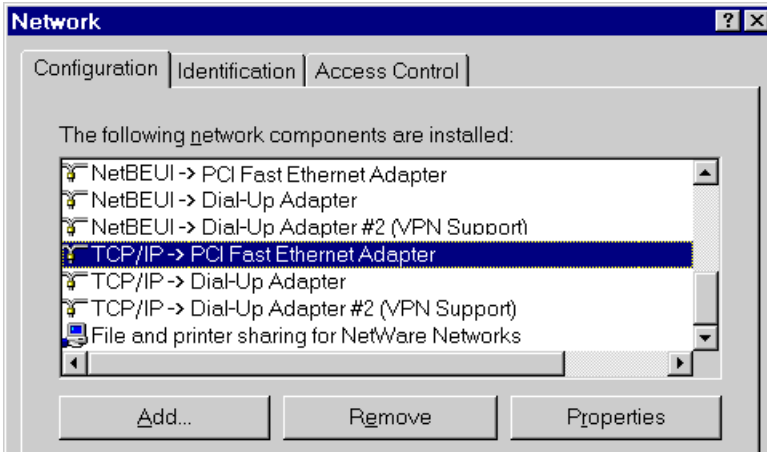 Network
Configuration Identification Access Control
The following network components are installed:
NetBEUI -> PCI Fast Ethernet Adapter
NetBEUI -> Dial-Up Adapter
NetBEUI -> Dial-Up Adapter #2 (VPN Support)
TCP/IP -> PCI Fast Ethernet Adapter
TCP/IP -> Dial-Up Adapter
TCP/IP -> Dial-Up Adapter #2 (VPN Support)
File and printer sharing for NetWare Networks
Add... Remove Properties